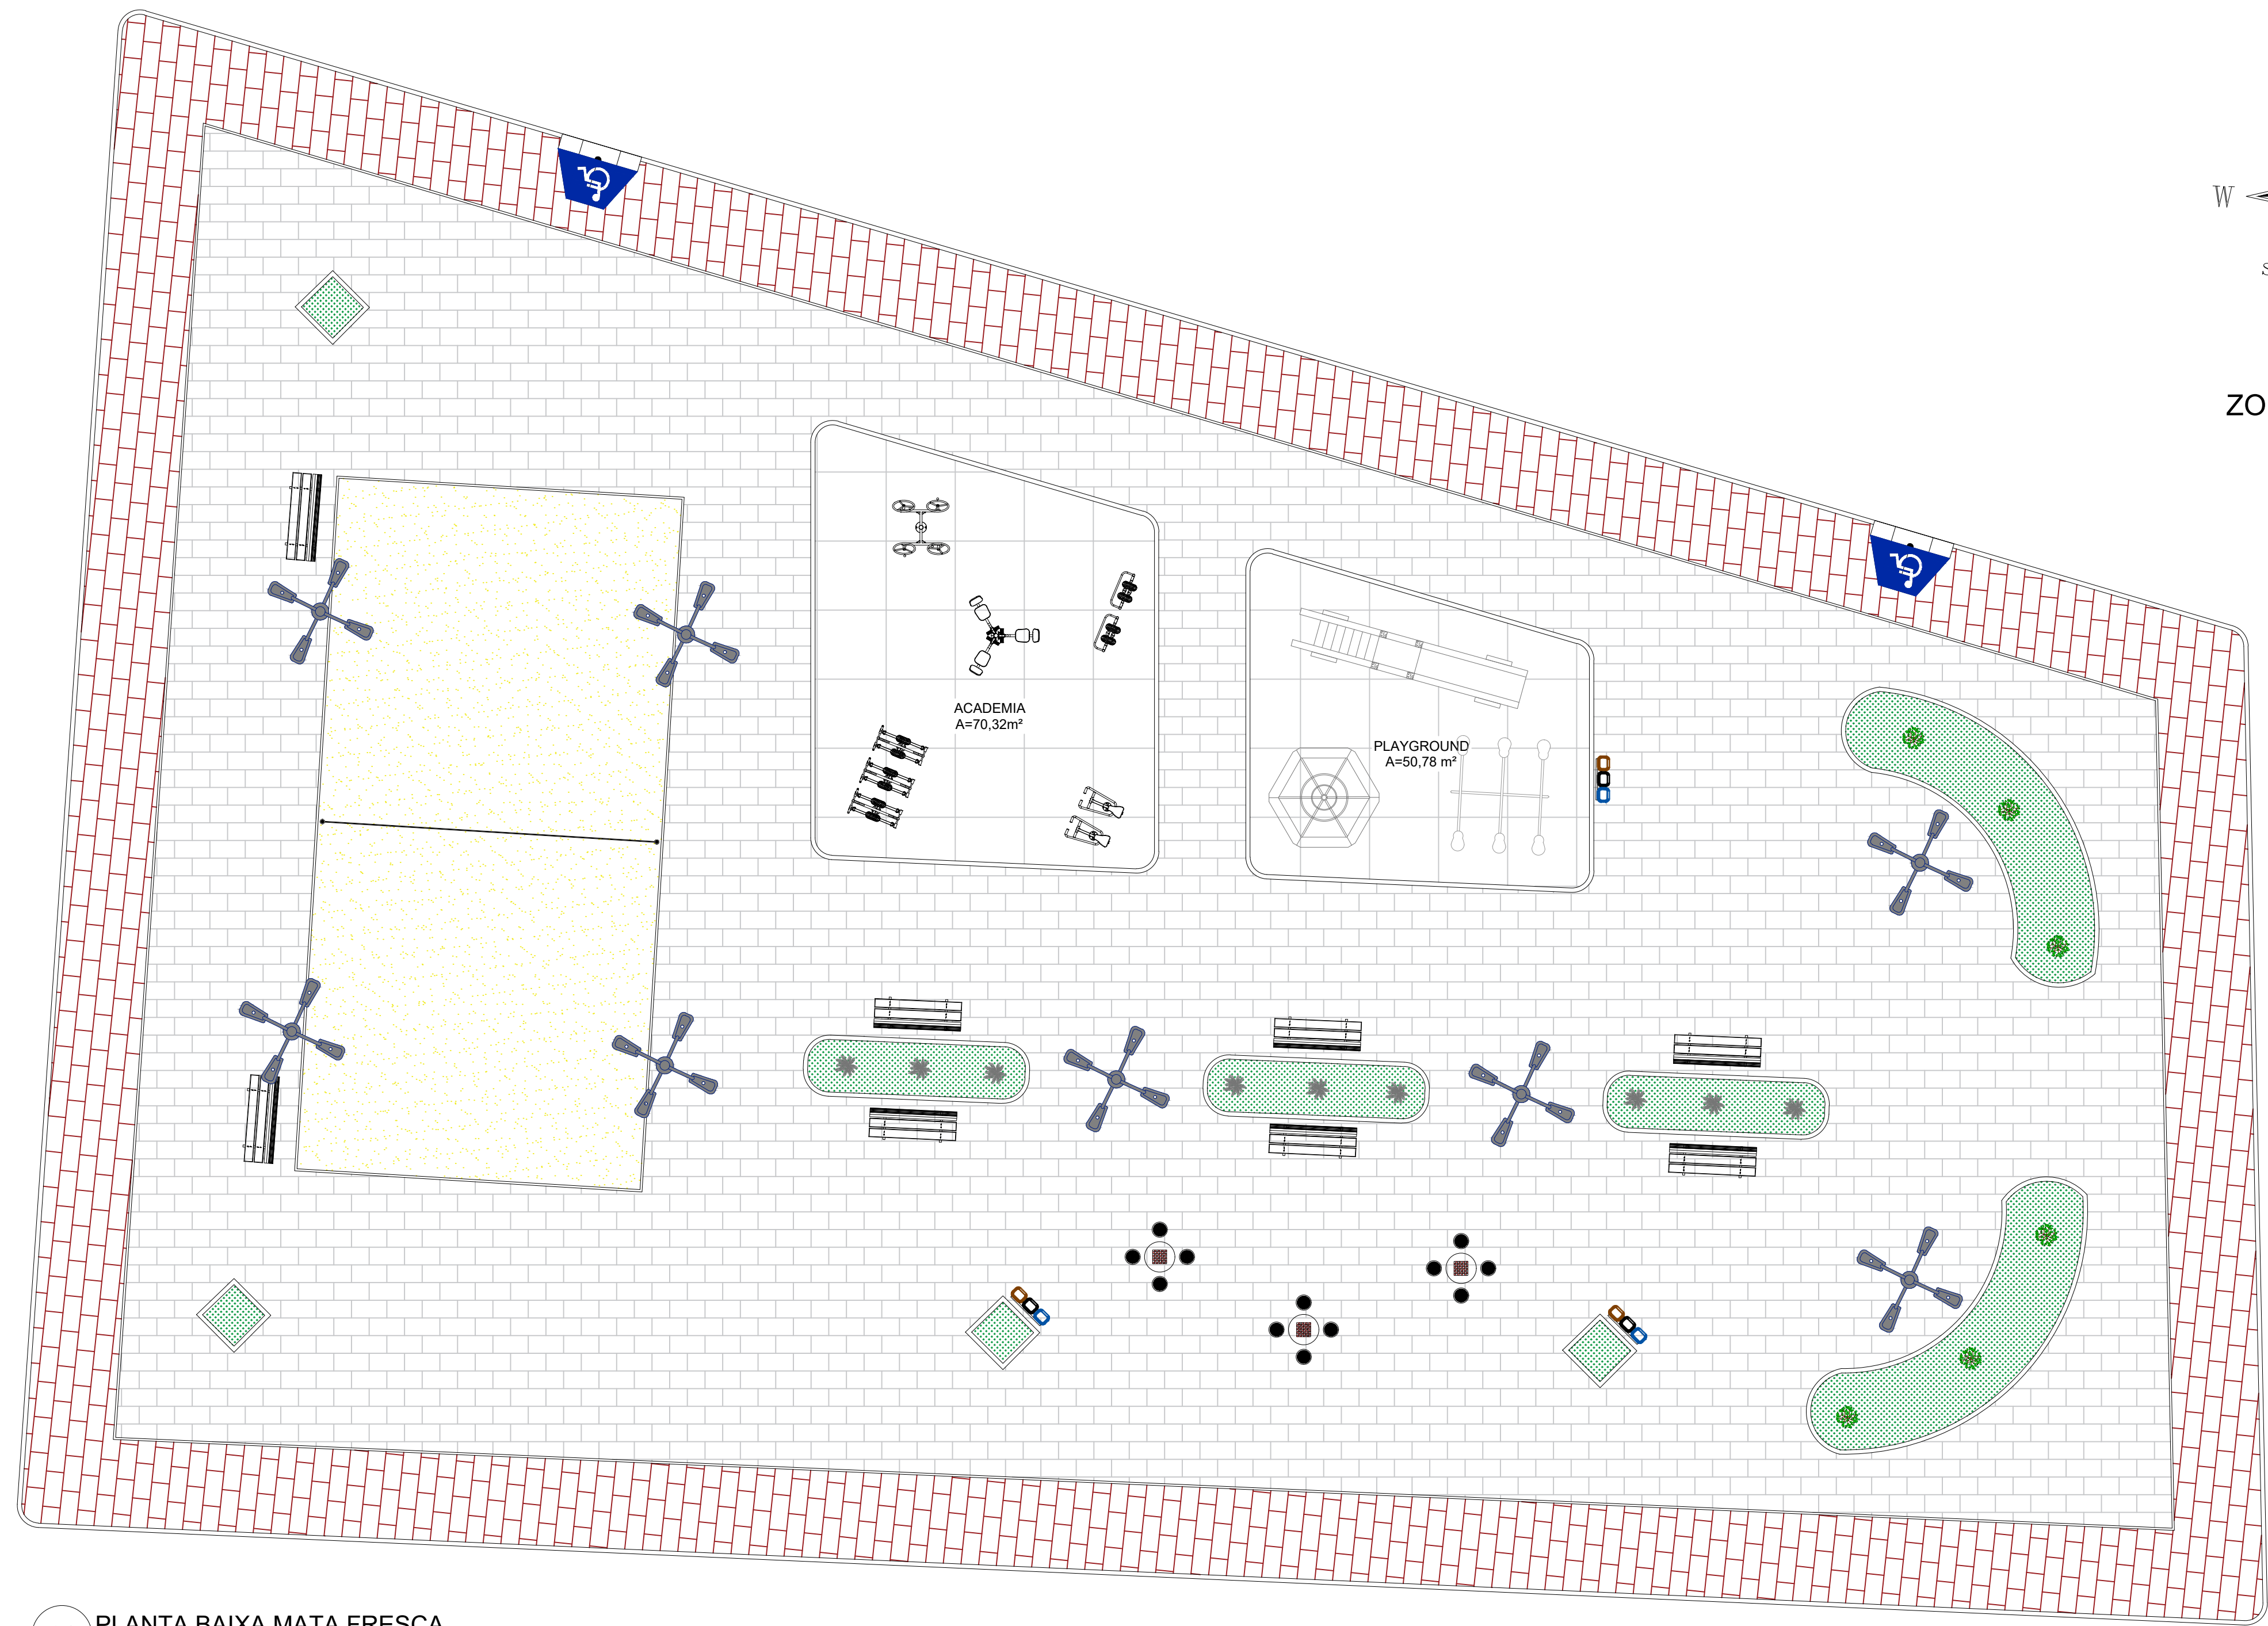 W
S
ZO
ACADEMIA
A=70,32m²
PLAYGROUND
A=50,78 m²
PLANTA BAIXA MATA FRESCA